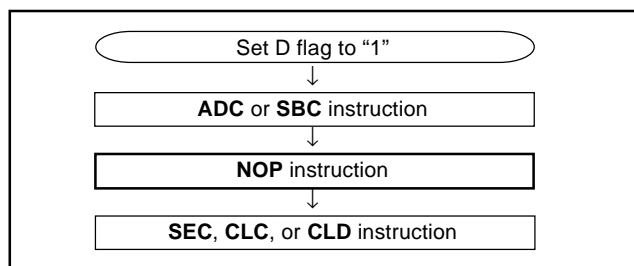 Set D flag to “1”
ADC or SBC instruction
NOP instruction
SEC, CLC, or CLD instruction